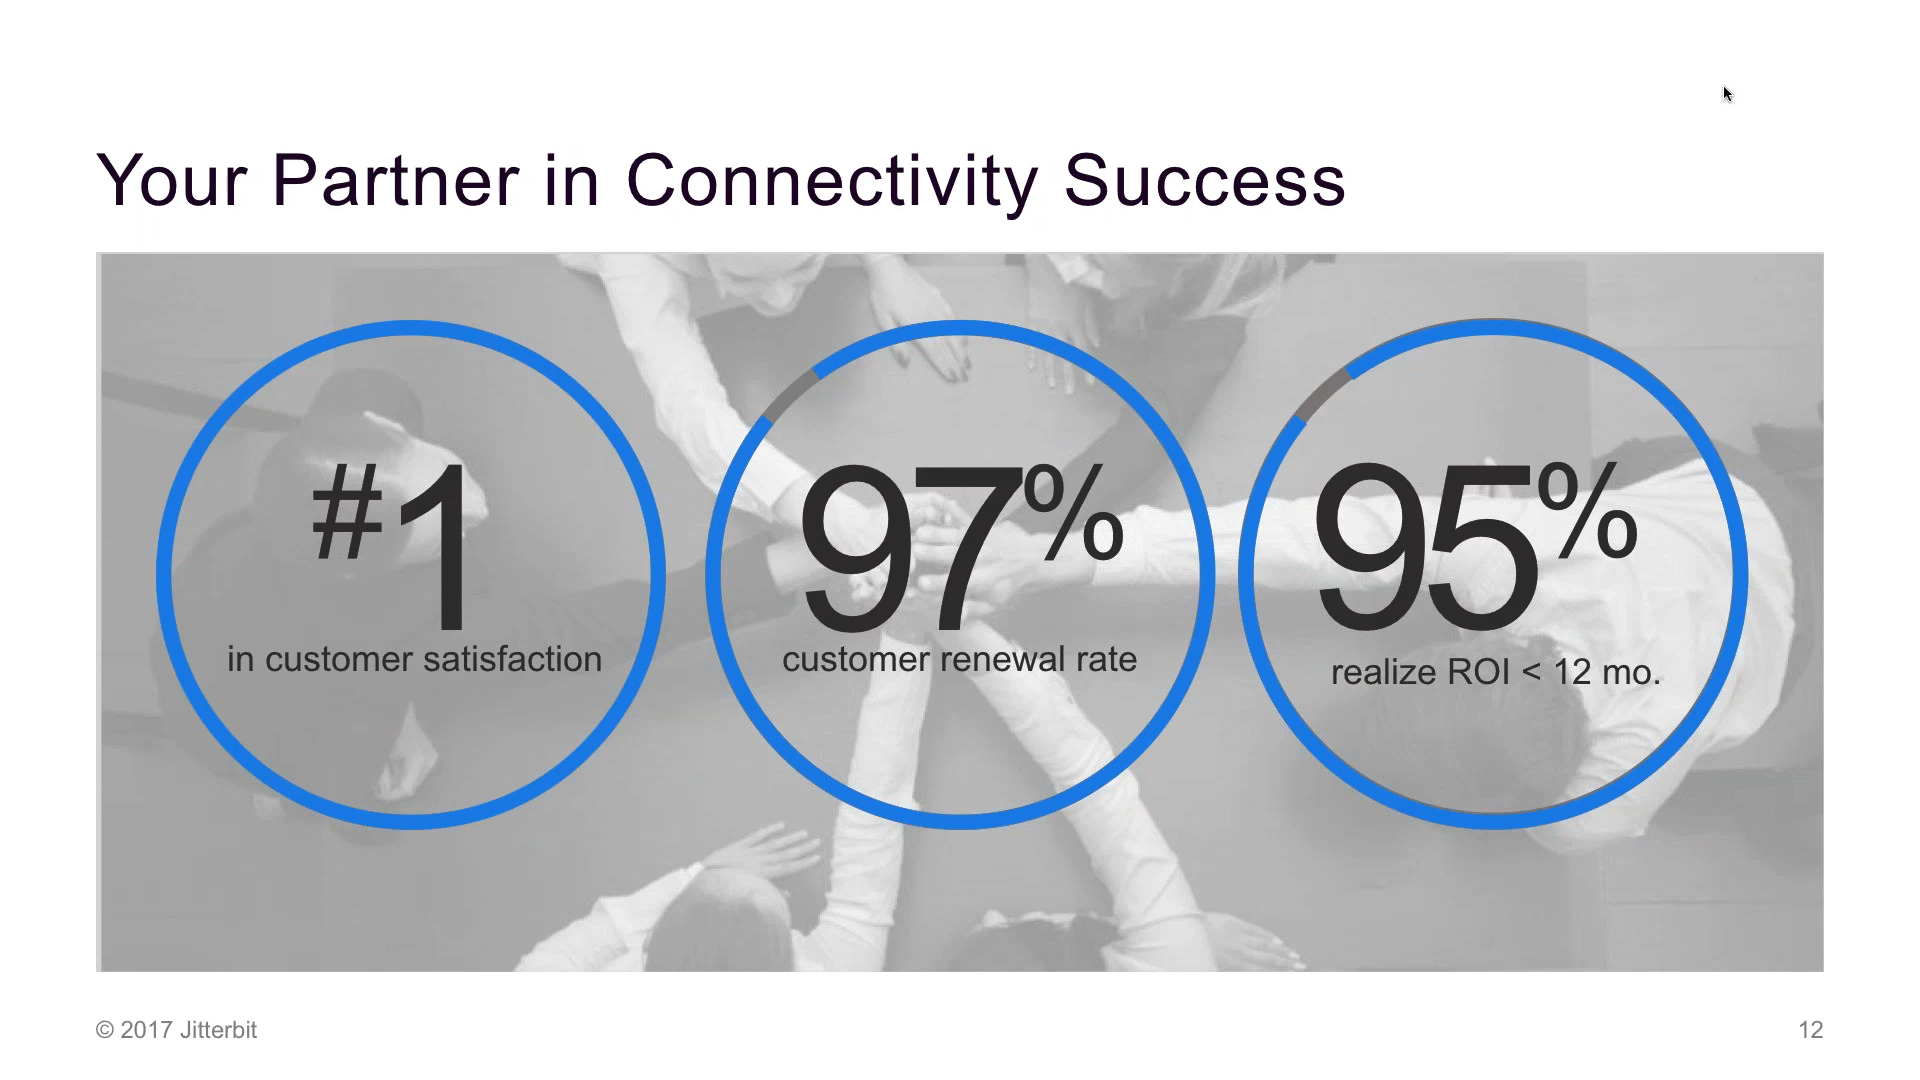 Your Partner in Connectivity Success
#1
in customer satisfaction
97%
customer renewal rate
95%
realize ROI < 12 mo.
© 2017 Jitterbit
12